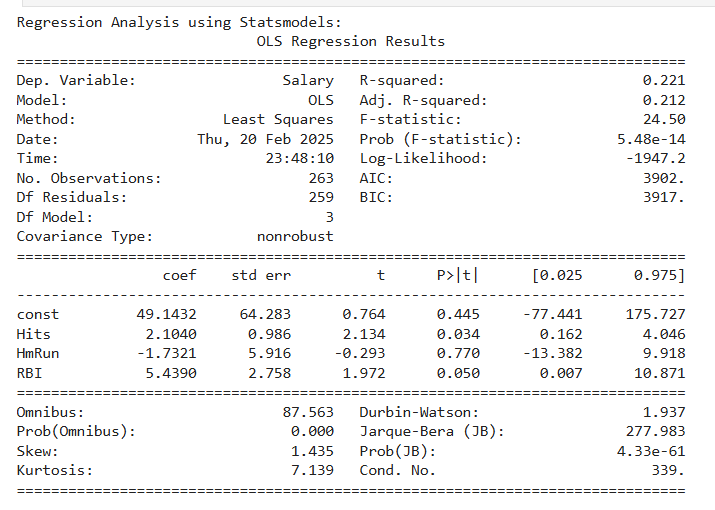 Regression Analysis using Statsmodels:
                            OLS Regression Results
==============================================================================
Dep. Variable:                 Salary   R-squared:                       0.221
Model:                            OLS   Adj. R-squared:                  0.212
Method:                 Least Squares   F-statistic:                     24.50
Date:                Thu, 20 Feb 2025   Prob (F-statistic):           5.48e-14
Time:                        23:48:10   Log-Likelihood:                -1947.2
No. Observations:                 263   AIC:                             3902.
Df Residuals:                     259   BIC:                             3917.
Df Model:                           3
Covariance Type:            nonrobust
==============================================================================
                 coef    std err          t      P>|t|      [0.025      0.975]
------------------------------------------------------------------------------
const         49.1432     64.283      0.764      0.445     -77.441     175.727
Hits           2.1040      0.986      2.134      0.034       0.162       4.046
HmRun         -1.7321      5.916     -0.293      0.770     -13.382       9.918
RBI            5.4390      2.758      1.972      0.050       0.007      10.871
==============================================================================
Omnibus:                       87.563   Durbin-Watson:                   1.937
Prob(Omnibus):                  0.000   Jarque-Bera (JB):              277.983
Skew:                           1.435   Prob(JB):                     4.33e-61
Kurtosis:                       7.139   Cond. No.                         339.
==============================================================================